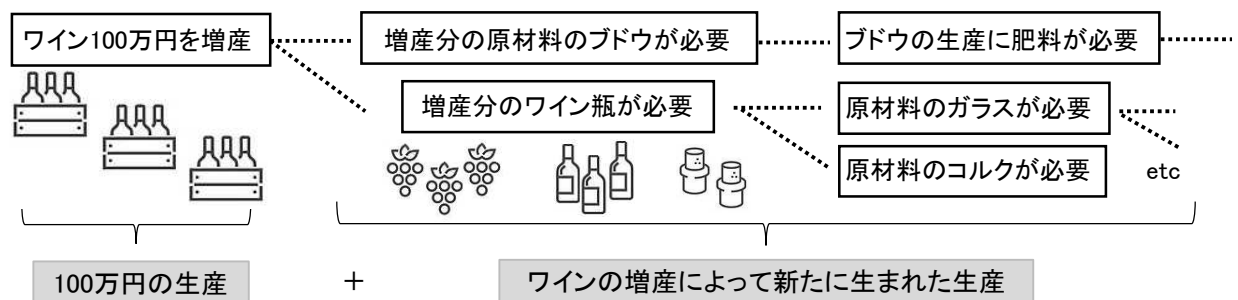 ワイン100万円を増産
増産分の原材料のブドウが必要
ブドウの生産に肥料が必要
増産分のワイン瓶が必要
原材料のガラスが必要
原材料のコルクが必要
etc
100万円の生産
+
ワインの増産によって新たに生まれた生産